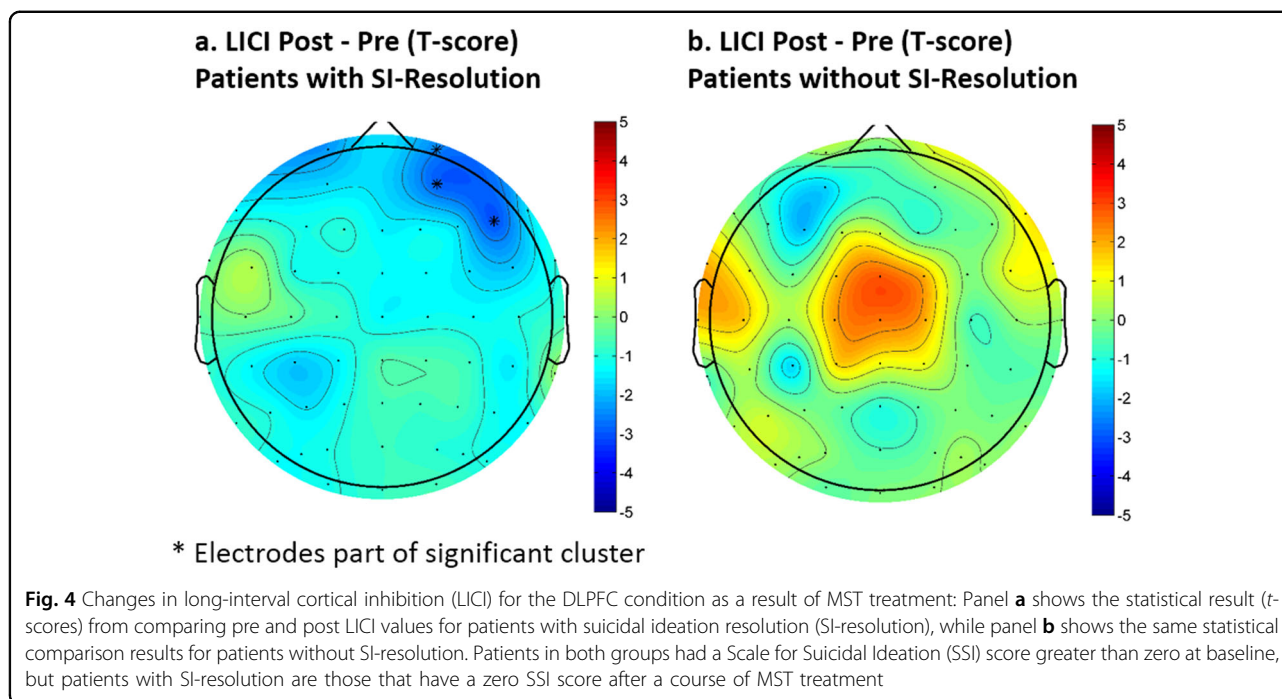 a. LICI Post - Pre (T-score)
Patients with SI-Resolution
b. LICI Post - Pre (T-score)
Patients without SI-Resolution
5
4
3
2
1
0
-1
-2
-3
-4
-5
5
4
3
2
1
0
-1
-2
-3
-4
-5
* Electrodes part of significant cluster
Fig. 4 Changes in long-interval cortical inhibition (LICI) for the DLPFC condition as a result of MST treatment: Panel a shows the statistical result (t-
scores) from comparing pre and post LICI values for patients with suicidal ideation resolution (SI-resolution), while panel b shows the same statistical
comparison results for patients without SI-resolution. Patients in both groups had a Scale for Suicidal Ideation (SSI) score greater than zero at baseline,
but patients with SI-resolution are those that have a zero SSI score after a course of MST treatment